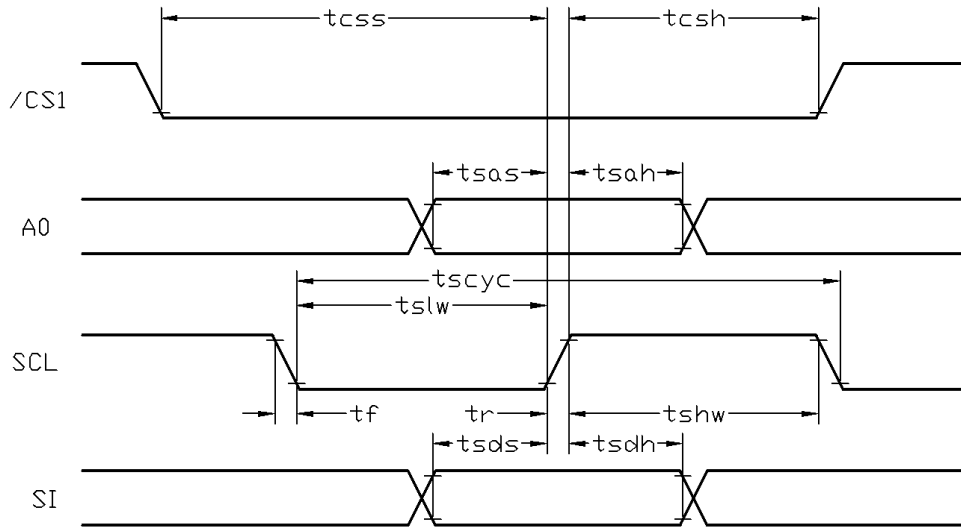 tcss
tcsh
/CS1
tsas
tsah
A0
tscyc
tslw
SCL
tf
tr
tshw
tsds
tsdh
SI